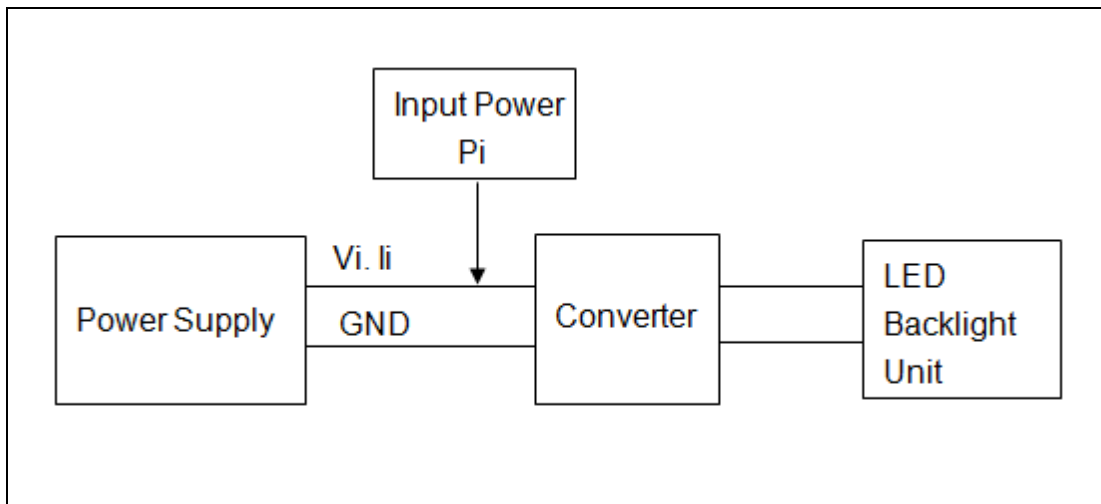 Input Power
Pi
Vi. Ii
Power Supply
GND
Converter
LED
Backlight
Unit